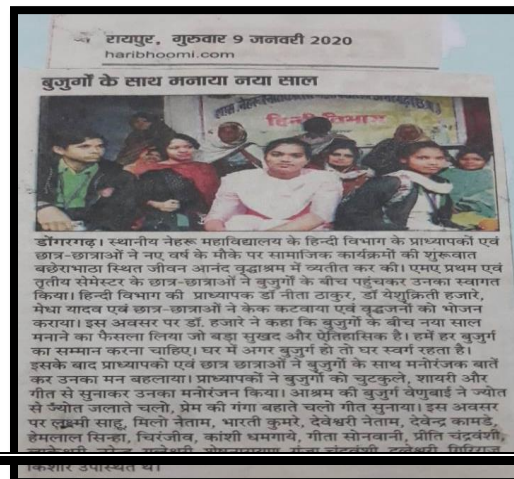 रायपुर, गुरुवार 9 जनवरी 2020
haribhoomi.com
बुजुर्गों के साथ मनाया नया साल
हिन्दी विभाग
डोंगरगढ़। स्थानीय नेहरू महाविद्यालय के हिन्दी विभाग के प्राध्यापकों एवं
छात्र-छात्राओं ने नए वर्ष के मौके पर सामाजिक कार्यक्रमों की शुरूवात
बछेराभाठा स्थित जीवन आनंद वृद्धाश्रम में व्यतीत कर की। एमए प्रथम एवं
तृतीय सेमेस्टर के छात्र-छात्राओं ने बुजुर्गों के बीच पहुंचकर उनका स्वागत
किया। हिन्दी विभाग की प्राध्यापक डॉ नीता ठाकुर, डॉ येशुक्रिती हजारे,
मेधा यादव एवं छात्र-छात्राओं ने केक कटवाया एवं वृद्धजनों को भोजन
कराया। इस अवसर पर डॉ. हजारे ने कहा कि बुजुर्गों के बीच नया साल
मनाने का फैसला लिया जो बड़ा सुखद और ऐतिहासिक है। हमें हर बुजुर्ग
का सम्मान करना चाहिए। घर में अगर बुजुर्ग हो तो घर स्वर्ग रहता है।
इसके बाद प्राध्यापकों एवं छात्र छात्राओं ने बुजुर्गों के साथ मनोरंजक बातें
कर उनका मन बहलाया। प्राध्यापकों ने बुजुर्गों को चुटकुले, शायरी और
गीत से सुनाकर उनका मनोरंजन किया। आश्रम की बुजुर्ग वेणुबाई ने ज्योत
से ज्योत जलाते चलो, प्रेम की गंगा बहाते चलो गीत सुनाया। इस अवसर
पर लक्ष्मी साहु, मिलो नेताम, भारती कुमरे, देवेश्वरी नेताम, देवेन्द्र कामडे,
हेमलाल सिन्हा, चिरंजीव, कांशी धमगाये, गीता सोनवानी, प्रीति चंद्रवंशी,
किशोर उपस्थित थे।